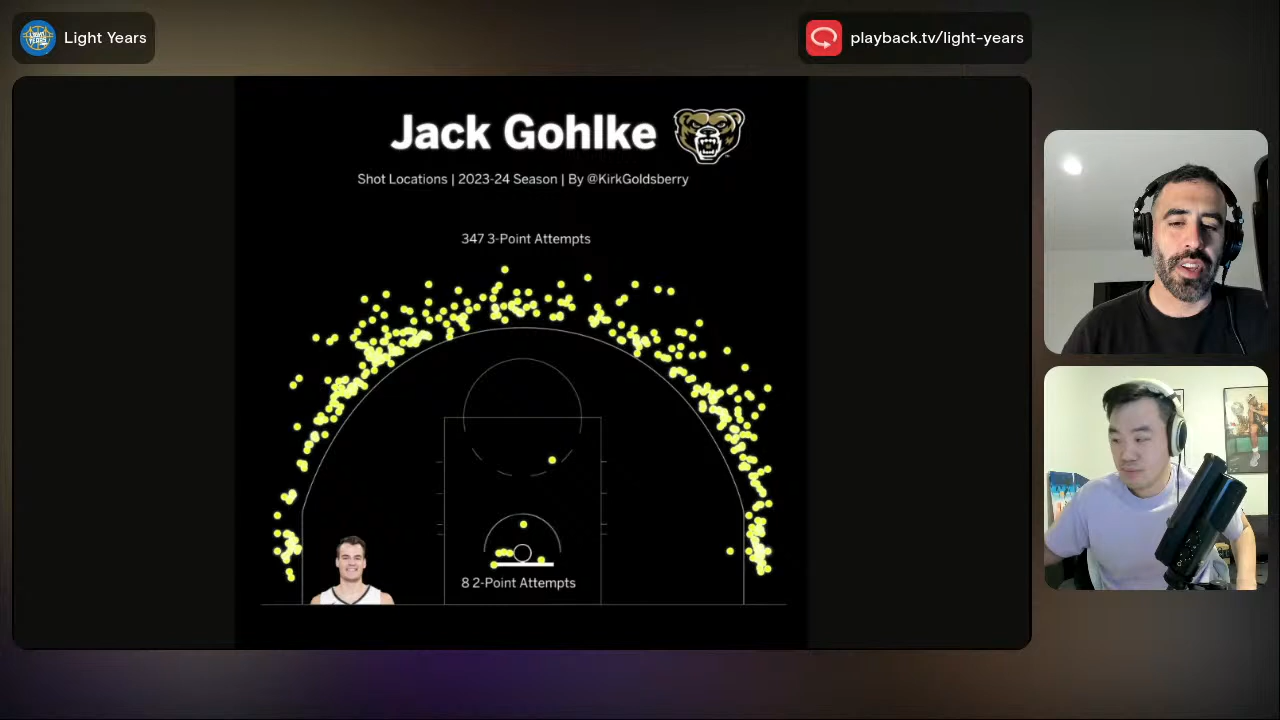 Light Years
playback.tv/light-years
Jack Gohlke
Shot Locations | 2023-24 Season | By @KirkGoldsberry
347 3-Point Attempts
8 2-Point Attempts